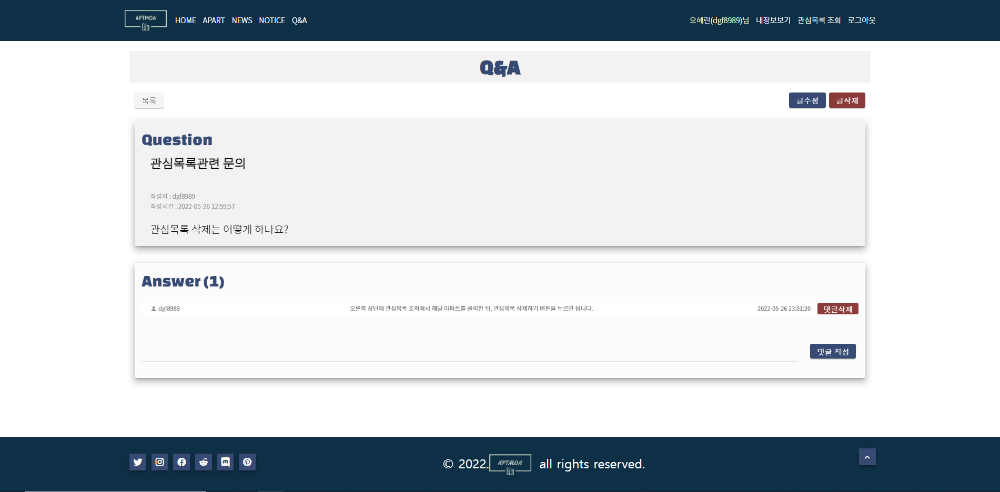 APTMOA HOME APART NEWS NOTICE Q&A 오혜린(dgf8989)님 내정보보기 관심목록 조회 로그아웃
Q&A
목록 글수정 글삭제
Question
관심목록관련 문의
작성자 : dgf8989
작성시간 : 2022-05-26 12:59:57
관심목록 삭제는 어떻게 하나요?
Answer (1)
dgf8989 오른쪽 상단에 관심목록 조회에서 해당 아파트를 클릭한 뒤, 관심목록 삭제하기 버튼을 누르면 됩니다. 2022-05-26 13:01:20 댓글삭제
댓글 작성
© 2022. APTMOA all rights reserved.